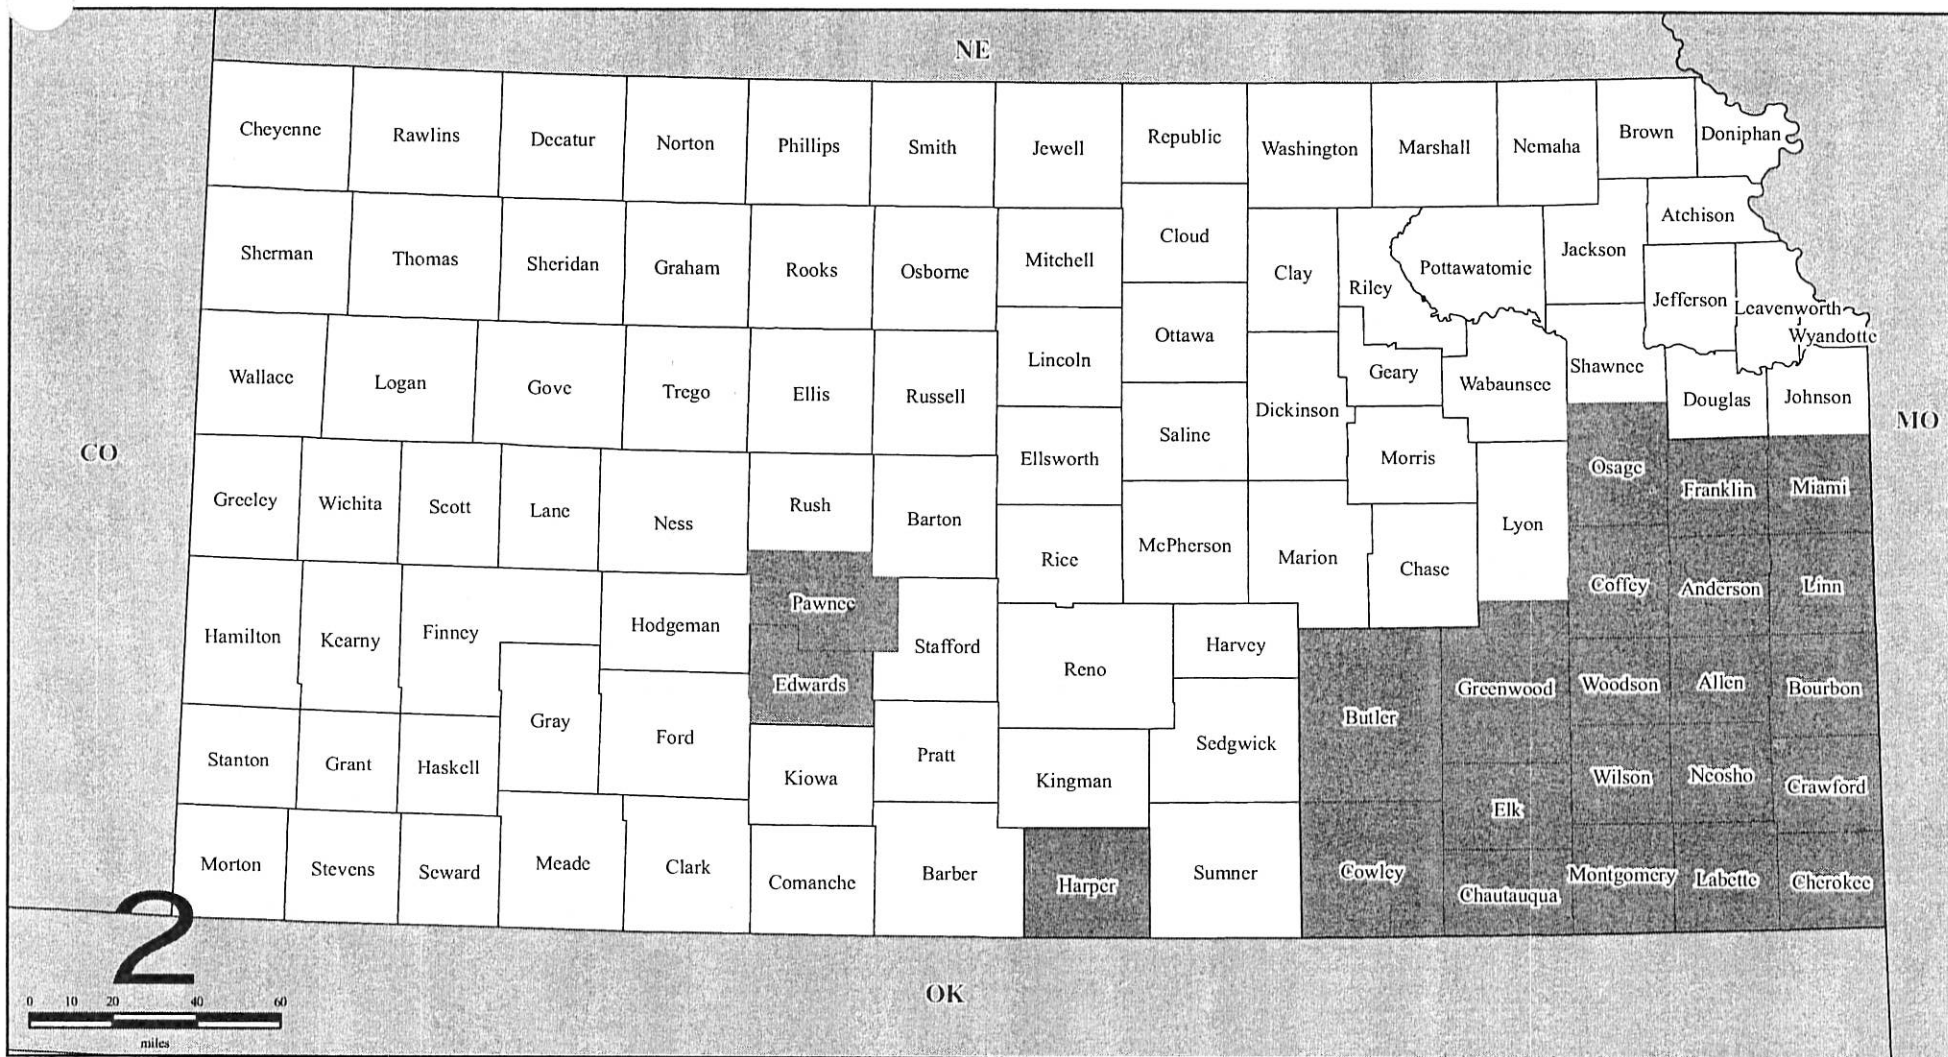 NE
Cheyenne
Rawlins
Decatur
Norton
Phillips
Smith
Jewell
Republic
Washington
Marshall
Nemaha
Brown
Doniphan
Sherman
Thomas
Sheridan
Graham
Rooks
Osborne
Mitchell
Cloud
Clay
Riley
Pottawatomie
Jackson
Atchison
Jefferson
Leavenworth
Wyandotte
Wallace
Logan
Gove
Trego
Ellis
Russell
Lincoln
Ottawa
Dickinson
Geary
Wabaunsee
Shawnee
Douglas
Johnson
CO
MO
Greeley
Wichita
Scott
Lane
Ness
Rush
Barton
Ellsworth
Saline
Morris
Osage
Franklin
Miami
Rice
McPherson
Marion
Chase
Lyon
Coffey
Anderson
Linn
Hamilton
Kearny
Finney
Hodgeman
Pawnee
Edwards
Stafford
Reno
Harvey
Butler
Greenwood
Woodson
Allen
Bourbon
Stanton
Grant
Haskell
Gray
Ford
Kiowa
Pratt
Kingman
Sedgwick
Elk
Wilson
Neosho
Crawford
Morton
Stevens
Seward
Meade
Clark
Comanche
Barber
Harper
Sumner
Cowley
Chautauqua
Montgomery
Labette
Cherokee
2
OK
0 10 20 40 60
miles